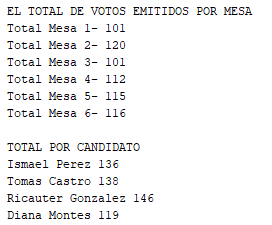 EL TOTAL DE VOTOS EMITIDOS POR MESA
Total Mesa 1- 101
Total Mesa 2- 120
Total Mesa 3- 101
Total Mesa 4- 112
Total Mesa 5- 115
Total Mesa 6- 116
TOTAL POR CANDIDATO
Ismael Perez 136
Tomas Castro 138
Ricauter Gonzalez 146
Diana Montes 119